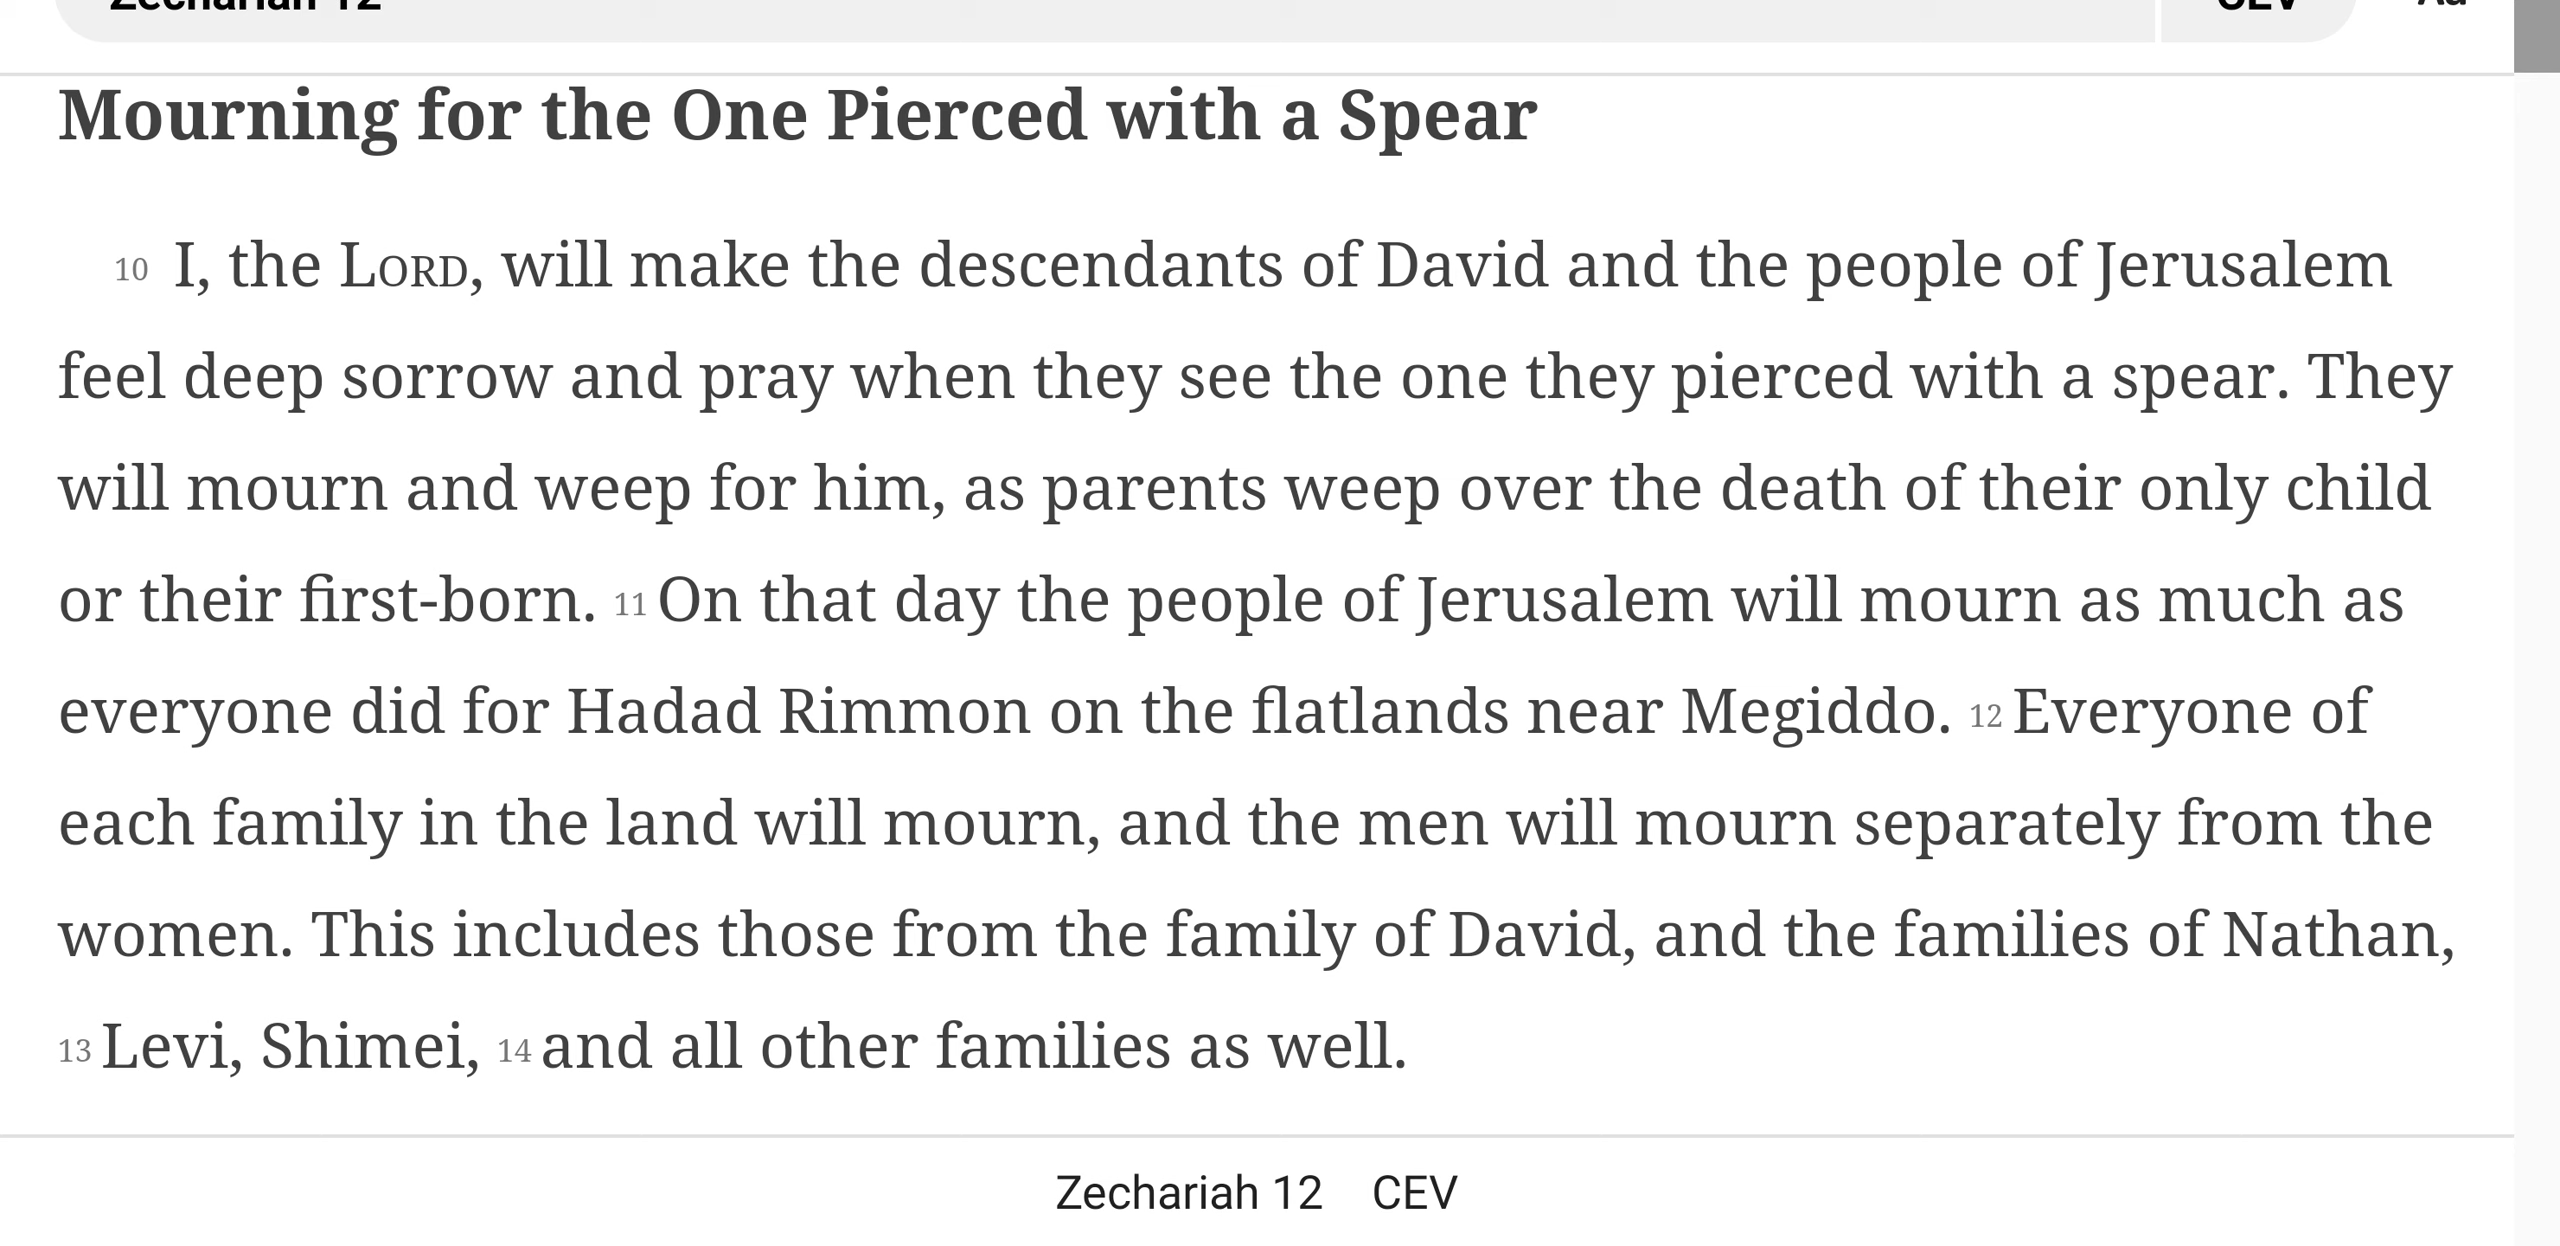 Zechariah 12 CEV Aa
Mourning for the One Pierced with a Spear
10 I, the LORD, will make the descendants of David and the people of Jerusalem
feel deep sorrow and pray when they see the one they pierced with a spear. They
will mourn and weep for him, as parents weep over the death of their only child
or their first-born. 11 On that day the people of Jerusalem will mourn as much as
everyone did for Hadad Rimmon on the flatlands near Megiddo. 12 Everyone of
each family in the land will mourn, and the men will mourn separately from the
women. This includes those from the family of David, and the families of Nathan,
13 Levi, Shimei, 14 and all other families as well.
Zechariah 12 CEV